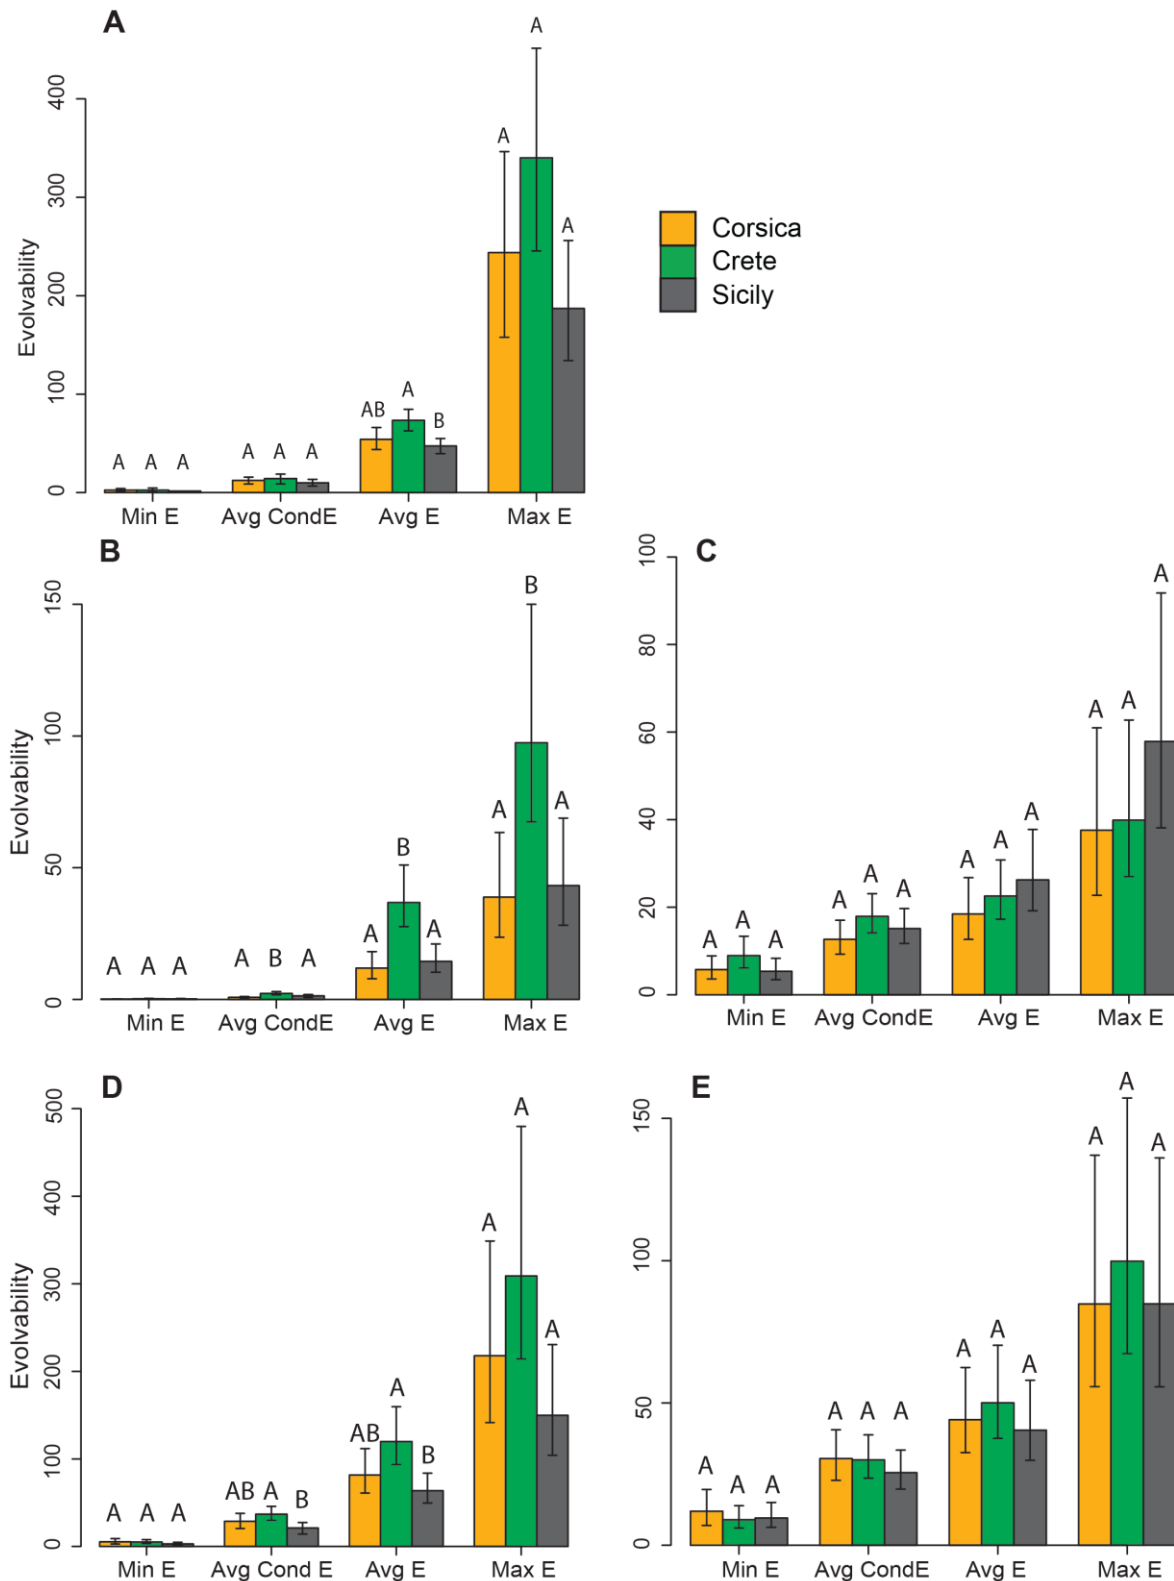 A
Evolvability
400
300
200
100
0
A A A
A A A
AB A B
A A A
Min E Avg CondE Avg E Max E
Corsica
Crete
Sicily
B
Evolvability
150
100
50
0
A A A
A B A
A B A
A B A
Min E Avg CondE Avg E Max E
C
100
80
60
40
20
0
A A A
A A A
A A A
A A A
Min E Avg CondE Avg E Max E
D
Evolvability
500
400
300
200
100
0
A A A
AB A B
AB A B
A A A
Min E Avg Cond E Avg E Max E
E
150
100
50
0
A A A
A A A
A A A
A A A
Min E Avg CondE Avg E Max E